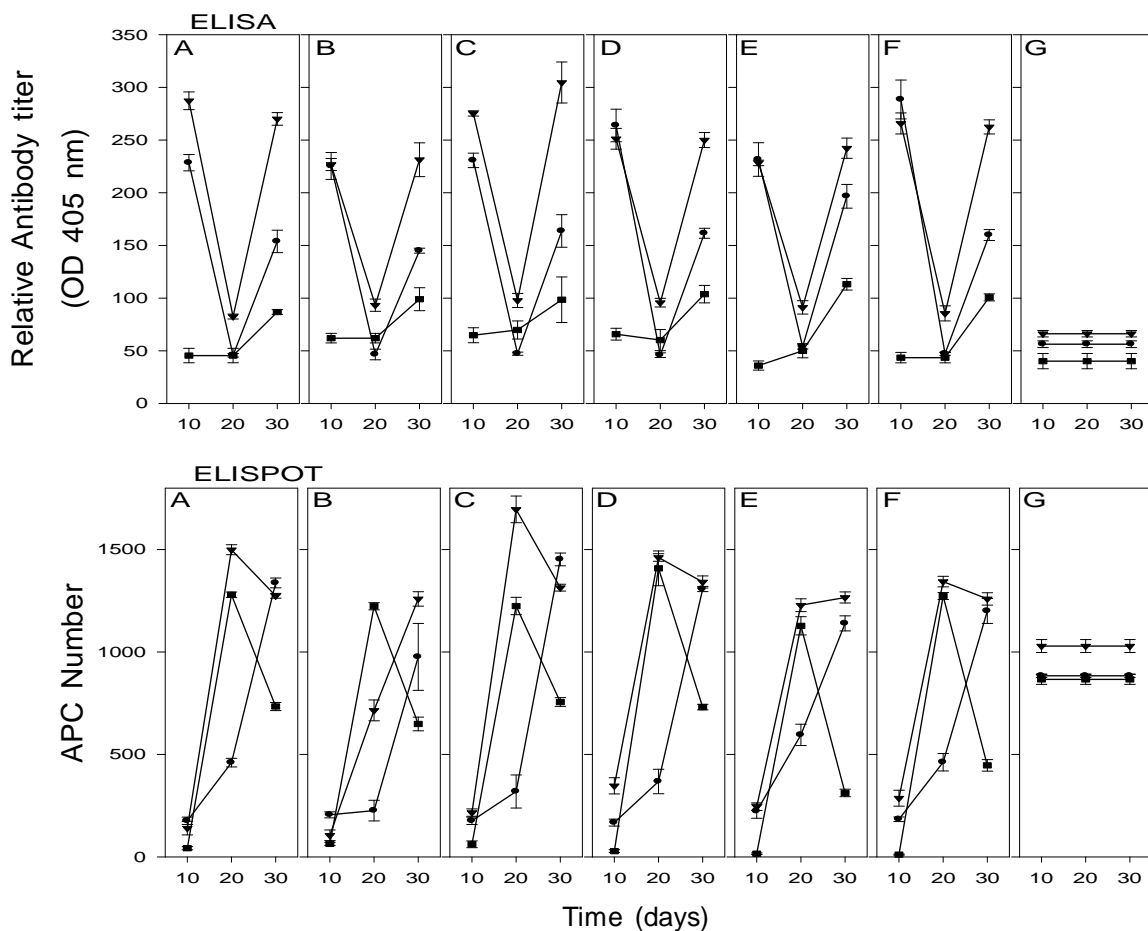 ELISA
Relative Antibody titer
(OD 405 nm)
350
300
250
200
150
100
50
0
A
B
C
D
E
F
G
10 20 30 10 20 30 10 20 30 10 20 30 10 20 30 10 20 30 10 20 30
ELISPOT
APC Number
1500
1000
500
0
A
B
C
D
E
F
G
10 20 30 10 20 30 10 20 30 10 20 30 10 20 30 10 20 30 10 20 30
Time (days)